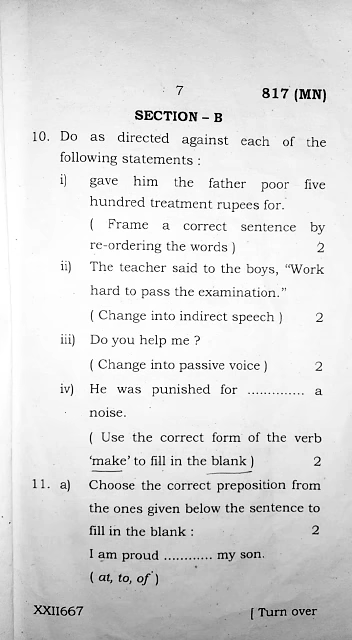 7 817 (MN)
SECTION – B
10. Do as directed against each of the
following statements :
i) gave him the father poor five
hundred treatment rupees for.
( Frame a correct sentence by
re-ordering the words ) 2
ii) The teacher said to the boys, “Work
hard to pass the examination.”
( Change into indirect speech ) 2
iii) Do you help me ?
( Change into passive voice ) 2
iv) He was punished for .............. a
noise.
( Use the correct form of the verb
‘make’ to fill in the blank ) 2
11. a) Choose the correct preposition from
the ones given below the sentence to
fill in the blank : 2
I am proud ............ my son.
( at, to, of )
XXII667 [ Turn over